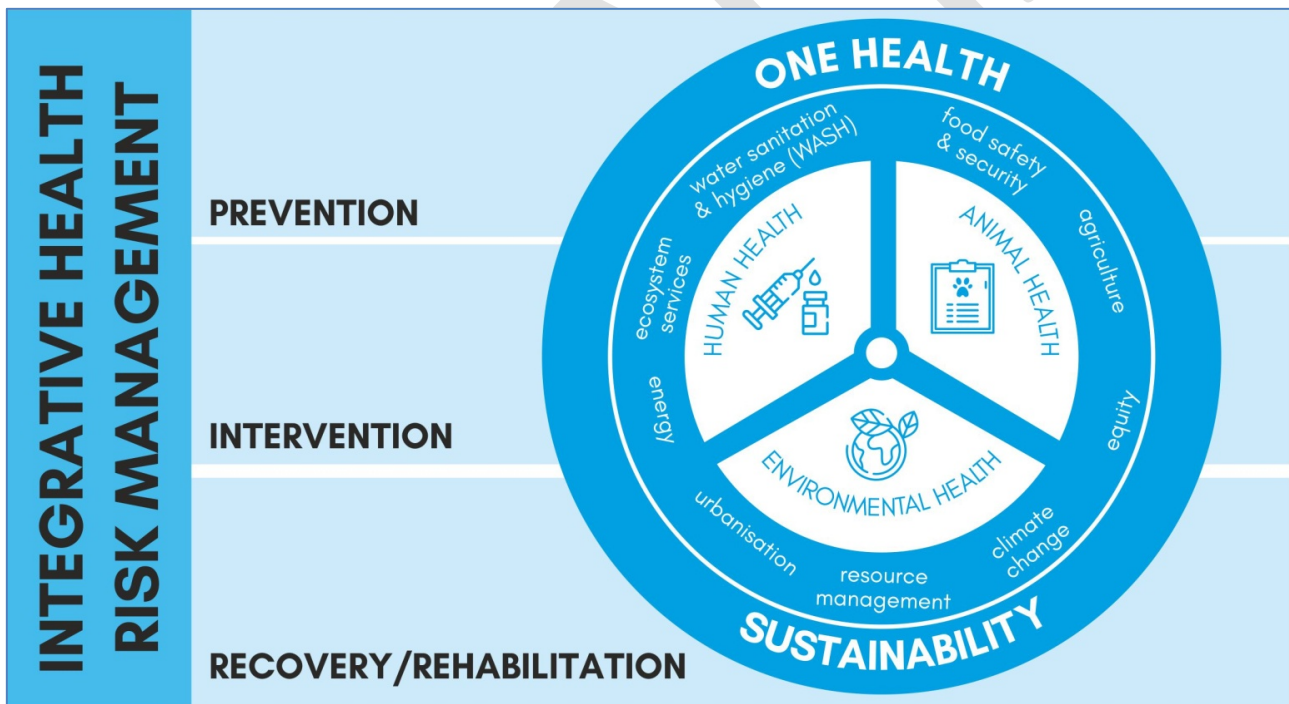 INTEGRATIVE HEALTH
RISK MANAGEMENT
PREVENTION
INTERVENTION
RECOVERY/REHABILITATION
ONE HEALTH
water sanitation
& hygiene (WASH)
food safety
& security
agriculture
equity
climate
change
resource
management
urbanisation
energy
ecosystem
services
HUMAN HEALTH
ANIMAL HEALTH
ENVIRONMENTAL HEALTH
SUSTAINABILITY